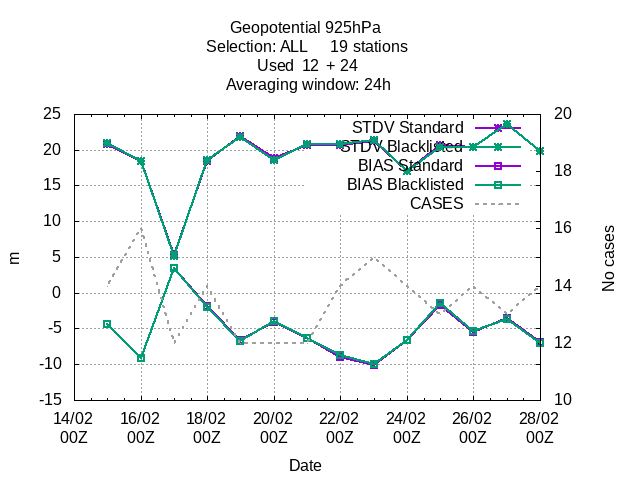 Geopotential 925hPa
Selection: ALL 19 stations
Used 12 + 24
Averaging window: 24h
STDV Standard
STDV Blacklisted
BIAS Standard
BIAS Blacklisted
CASES
25
20
15
10
5
0
-5
-10
-15
m
20
18
16
14
12
10
No cases
14/02 16/02 18/02 20/02 22/02 24/02 26/02 28/02
00Z 00Z 00Z 00Z 00Z 00Z 00Z 00Z
Date